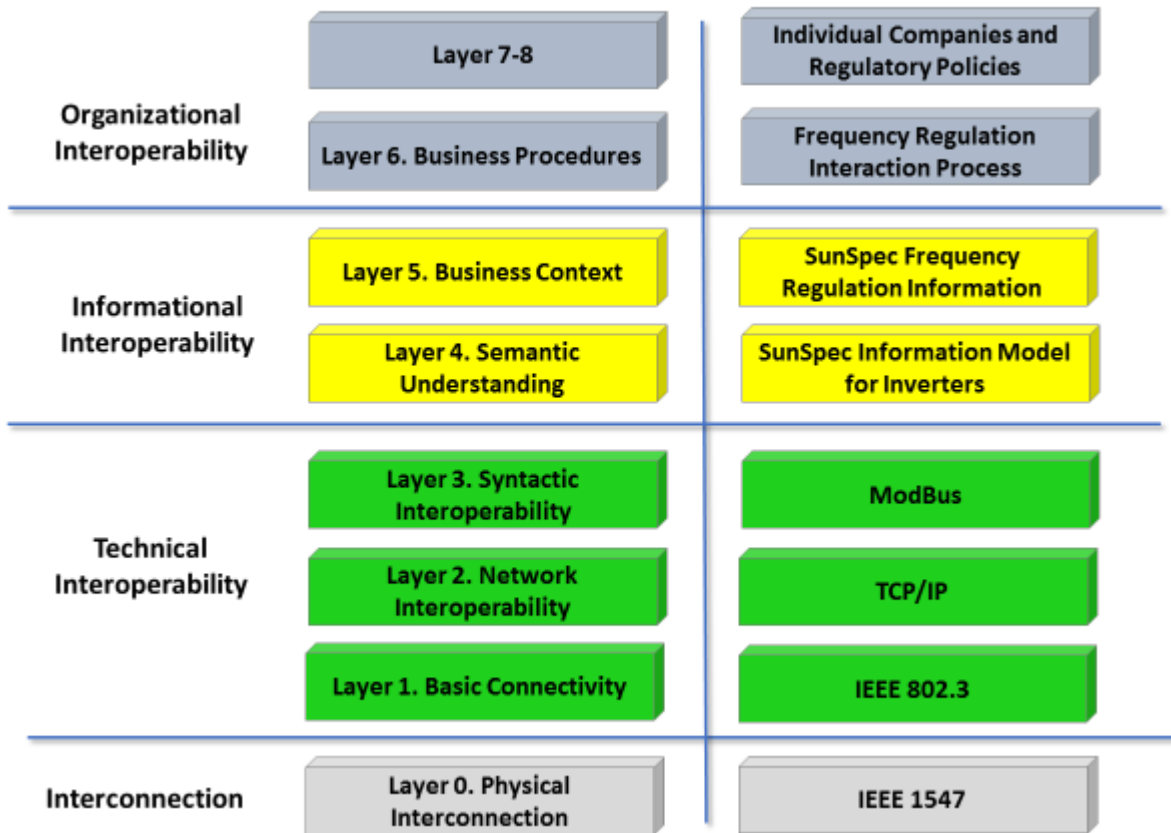 Organizational
Interoperability
Layer 7-8
Individual Companies and
Regulatory Policies
Layer 6. Business Procedures
Frequency Regulation
Interaction Process
Informational
Interoperability
Layer 5. Business Context
SunSpec Frequency
Regulation Information
Layer 4. Semantic
Understanding
SunSpec Information Model
for Inverters
Technical
Interoperability
Layer 3. Syntactic
Interoperability
ModBus
Layer 2. Network
Interoperability
TCP/IP
Layer 1. Basic Connectivity
IEEE 802.3
Interconnection
Layer 0. Physical
Interconnection
IEEE 1547